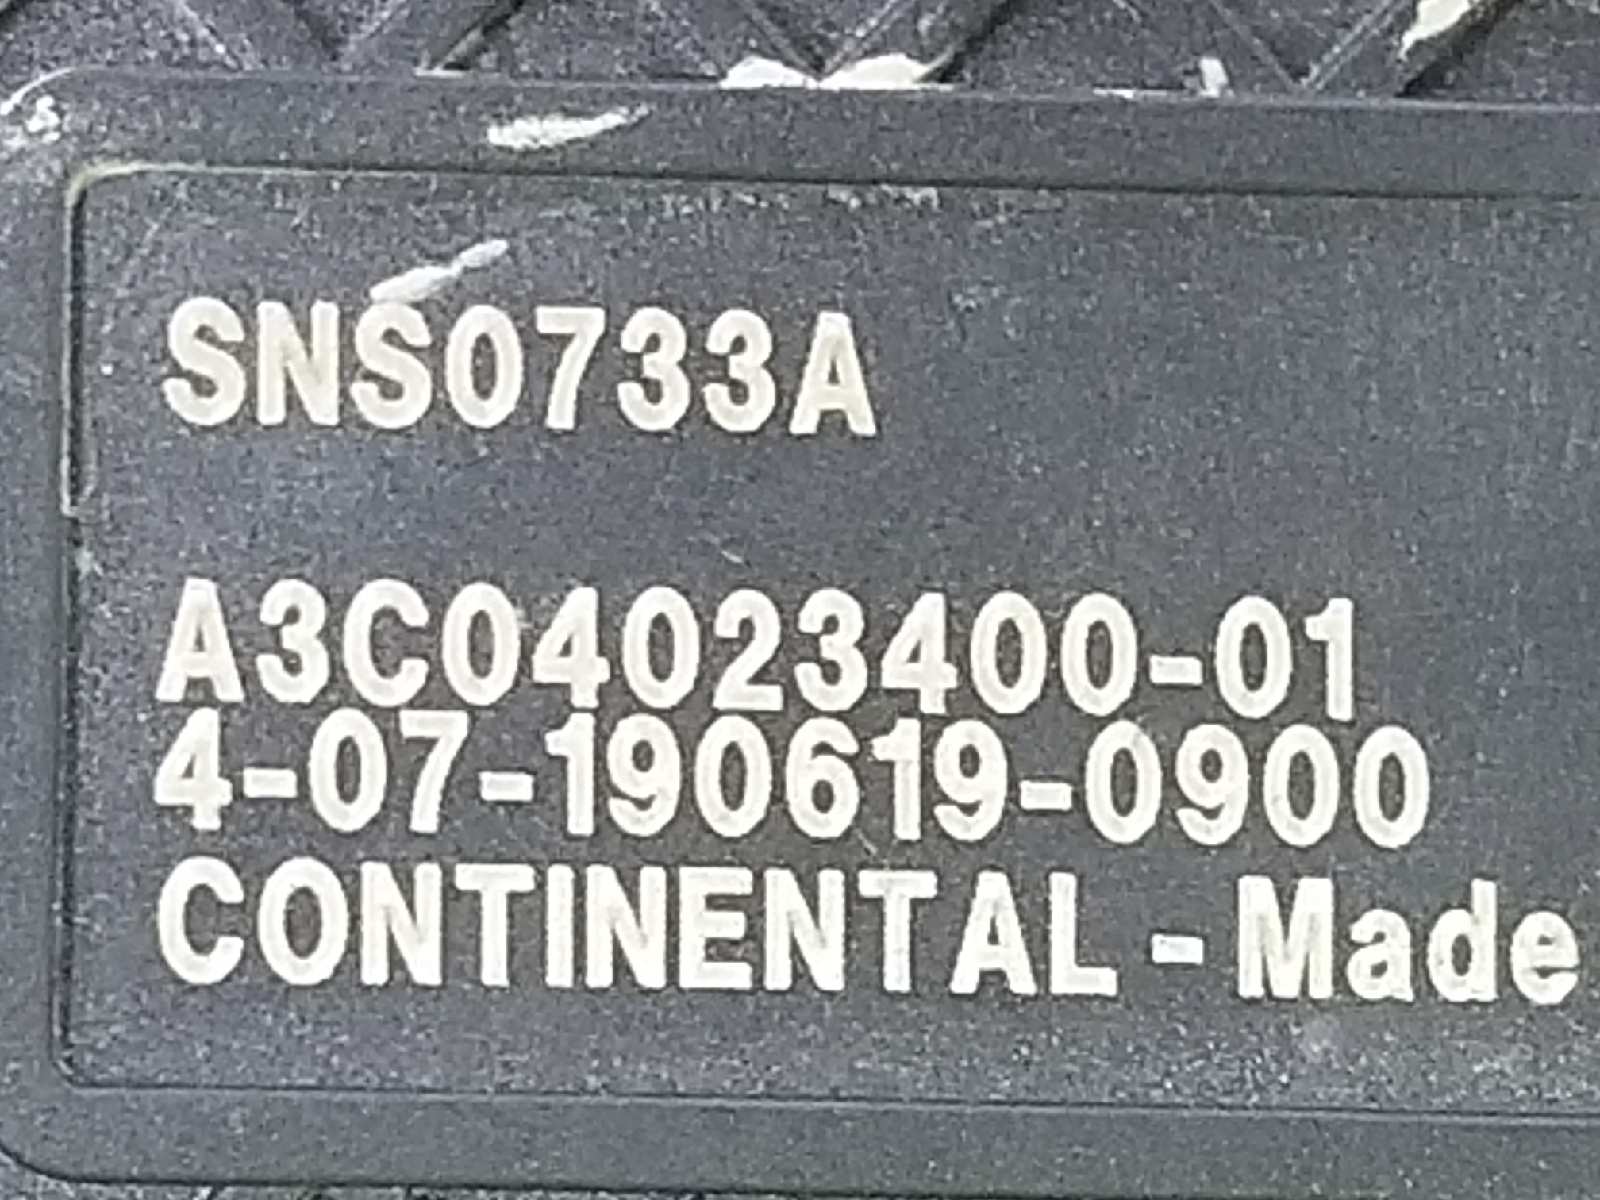 SNS0733A
A3C04023400-01
4-07-190619-0900
CONTINENTAL - Made